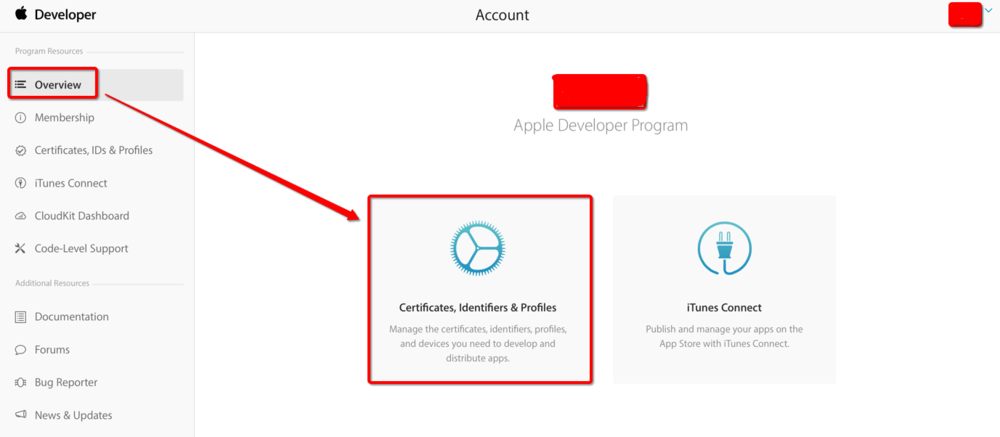 Developer
Account
Program Resources
Overview
Membership
Certificates, IDs & Profiles
iTunes Connect
CloudKit Dashboard
Code-Level Support
Additional Resources
Documentation
Forums
Bug Reporter
News & Updates
Apple Developer Program
Certificates, Identifiers & Profiles
Manage the certificates, identifiers, profiles,
and devices you need to develop and
distribute apps.
iTunes Connect
Publish and manage your apps on the
App Store with iTunes Connect.